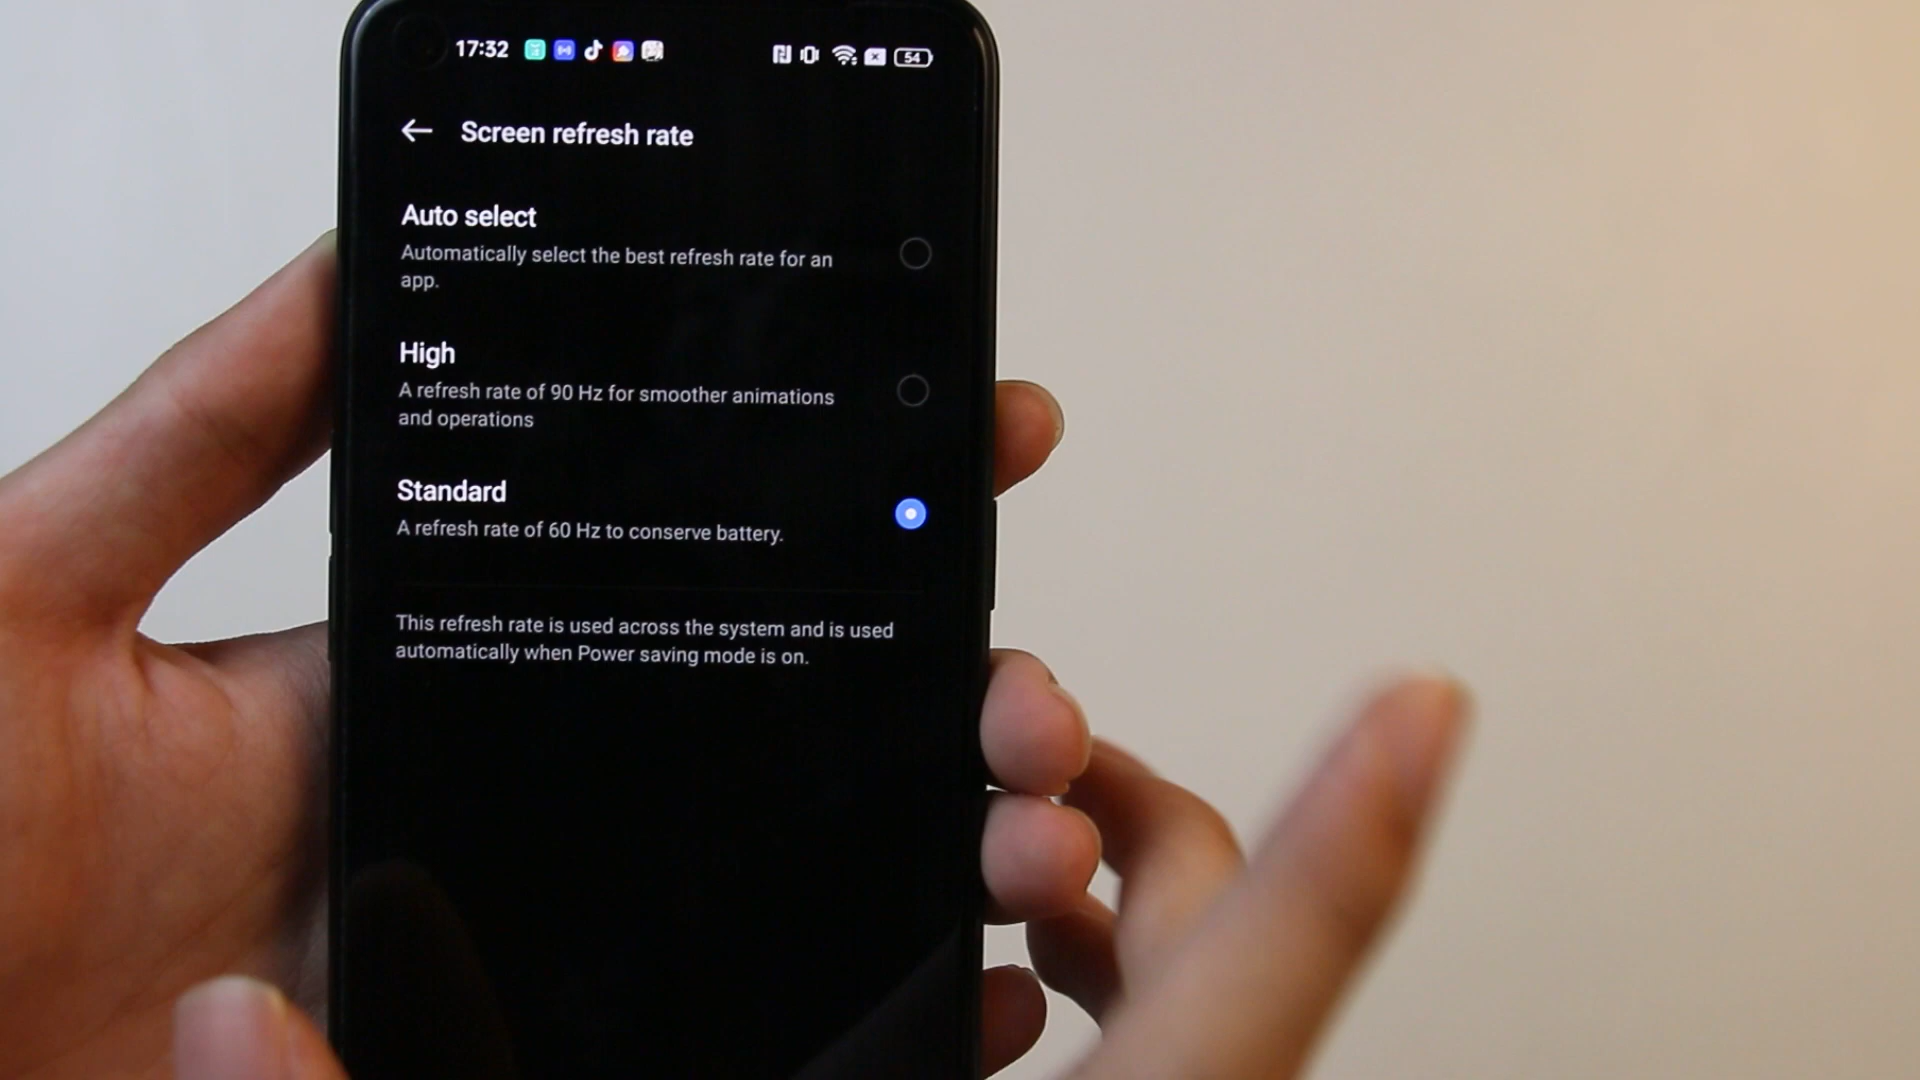 17:32
54
Screen refresh rate
Auto select
Automatically select the best refresh rate for an
app.
High
A refresh rate of 90 Hz for smoother animations
and operations
Standard
A refresh rate of 60 Hz to conserve battery.
This refresh rate is used across the system and is used
automatically when Power saving mode is on.